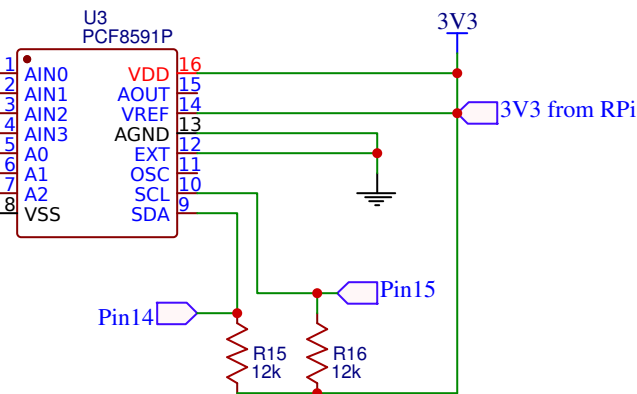 U3
PCF8591P
3V3
1 AIN0 VDD 16
2 AIN1 AOUT 15
3 AIN2 VREF 14
4 AIN3 AGND 13
5 A0 EXT 12
6 A1 OSC 11
7 A2 SCL 10
8 VSS SDA 9
3V3 from RPi
Pin15
Pin14
R15
12k
R16
12k